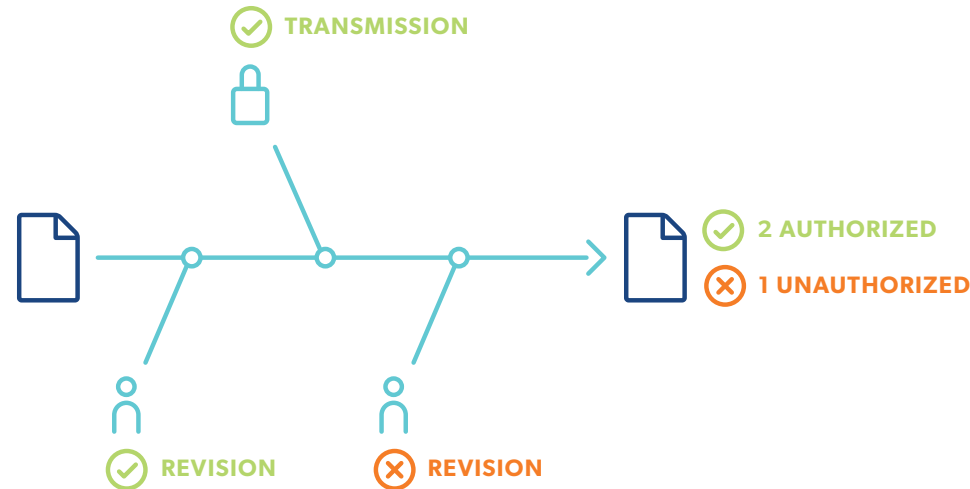 TRANSMISSION
2 AUTHORIZED
1 UNAUTHORIZED
REVISION
REVISION